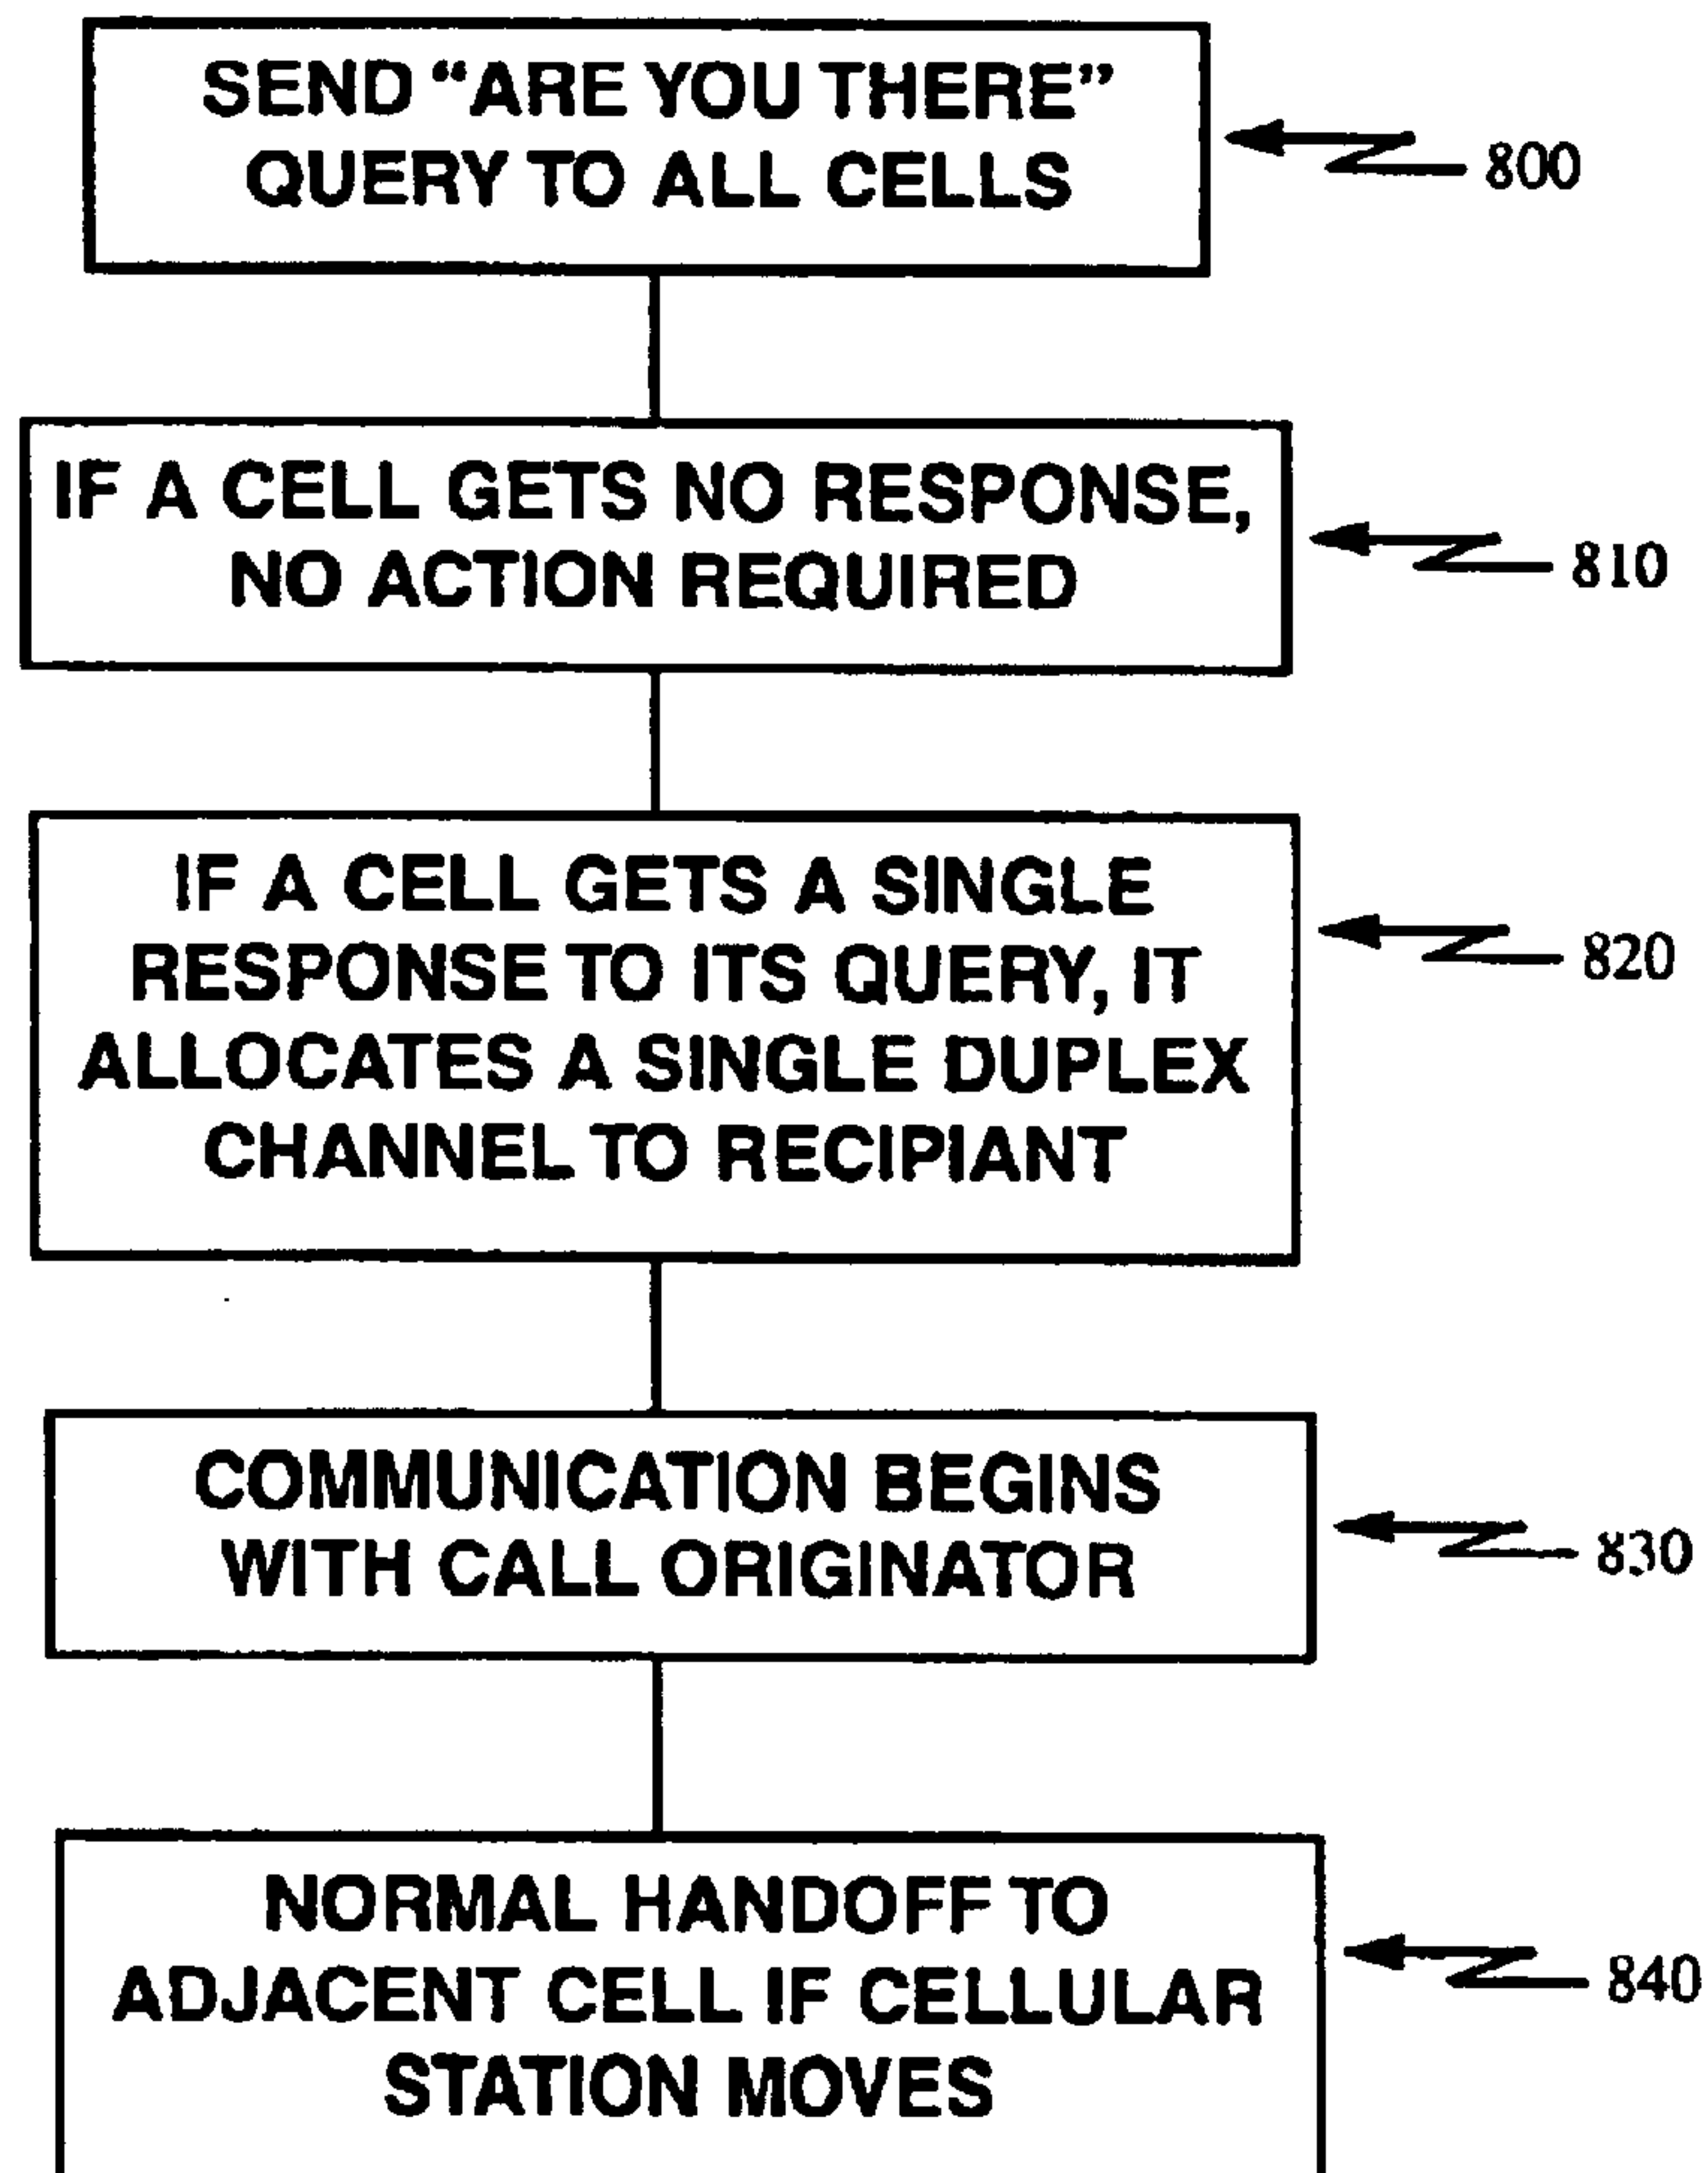 SEND “ARE YOU THERE”
QUERY TO ALL CELLS
800
IF A CELL GETS NO RESPONSE,
NO ACTION REQUIRED
810
IF A CELL GETS A SINGLE
RESPONSE TO ITS QUERY, IT
ALLOCATES A SINGLE DUPLEX
CHANNEL TO RECIPIANT
820
COMMUNICATION BEGINS
WITH CALL ORIGINATOR
830
NORMAL HANDOFF TO
ADJACENT CELL IF CELLULAR
STATION MOVES
840